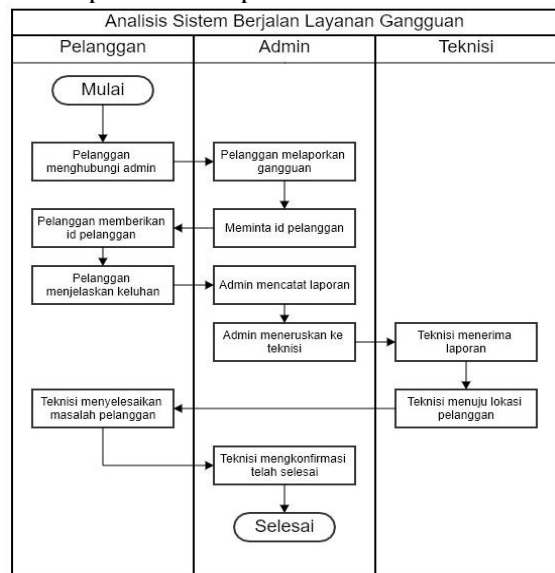 Analisis Sistem Berjalan Layanan Gangguan
Pelanggan
Admin
Teknisi
Mulai
Pelanggan
menghubungi admin
Pelanggan melaporkan
gangguan
Pelanggan memberikan
id pelanggan
Meminta id pelanggan
Pelanggan
menjelaskan keluhan
Admin mencatat laporan
Admin meneruskan ke
teknisi
Teknisi menerima
laporan
Teknisi menyelesaikan
masalah pelanggan
Teknisi menuju lokasi
pelanggan
Teknisi mengkonfirmasi
telah selesai
Selesai